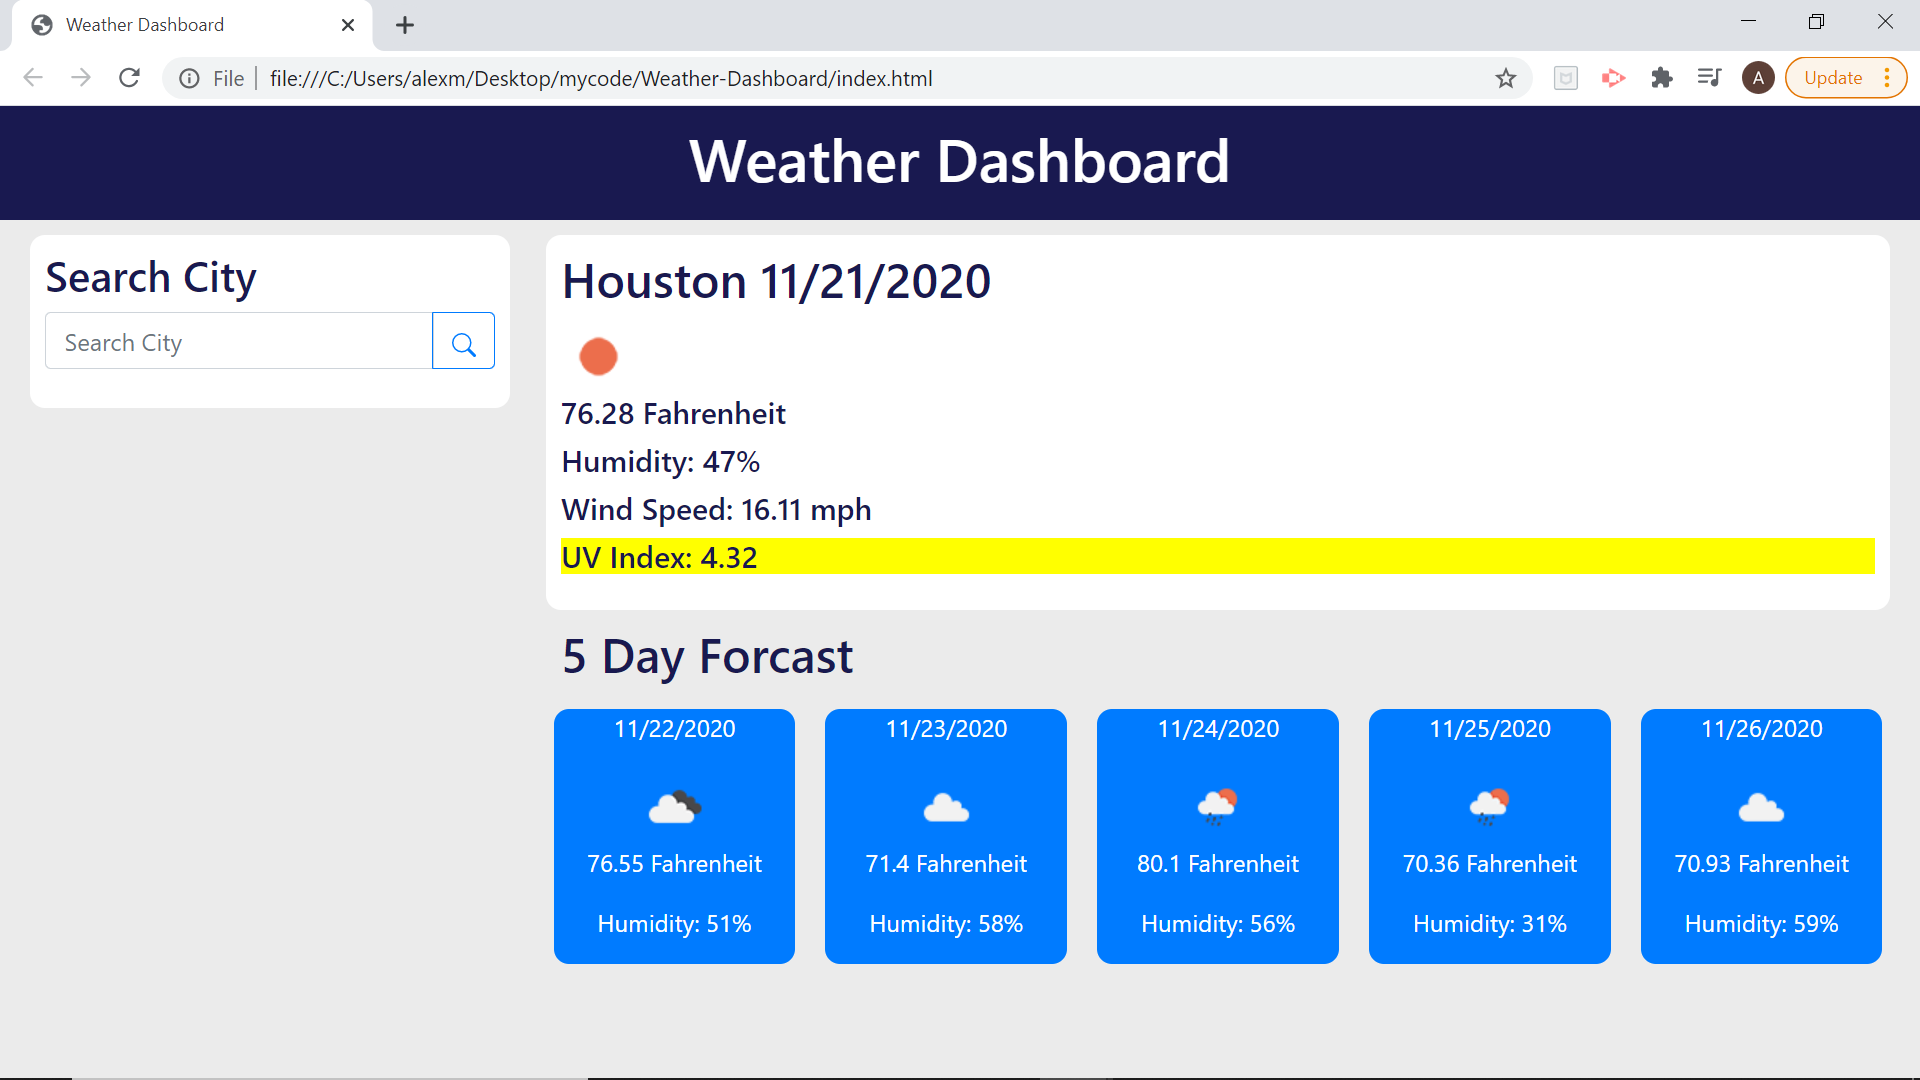 Weather Dashboard
File
file:///C:/Users/alexm/Desktop/mycode/Weather-Dashboard/index.html
A
Update
Weather Dashboard
Search City
Search City
Houston 11/21/2020
76.28 Fahrenheit
Humidity: 47%
Wind Speed: 16.11 mph
UV Index: 4.32
5 Day Forcast
11/22/2020
76.55 Fahrenheit
Humidity: 51%
11/23/2020
71.4 Fahrenheit
Humidity: 58%
11/24/2020
80.1 Fahrenheit
Humidity: 56%
11/25/2020
70.36 Fahrenheit
Humidity: 31%
11/26/2020
70.93 Fahrenheit
Humidity: 59%